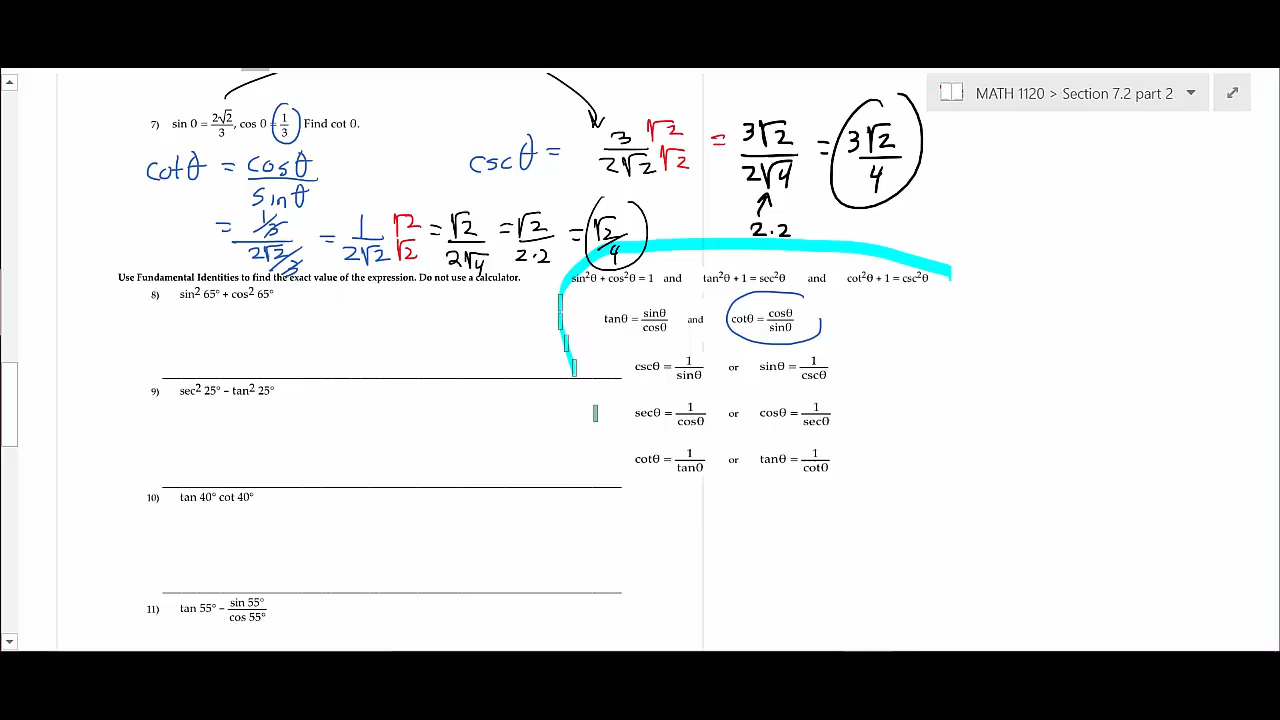 MATH 1120 > Section 7.2 part 2
7) sin θ = 2√2/3, cos θ = 1/3. Find cot θ.
cotθ = cosθ/sinθ
= 1/3 / 2√2/3 = 1/2√2 √2/√2 = √2/2√4 = √2/2·2 = √2/4
cscθ = 3/2√2 √2/√2 = 3√2/2√4 = 3√2/4
2·2
Use Fundamental Identities to find the exact value of the expression. Do not use a calculator.
8) sin² 65° + cos² 65°
9) sec² 25° – tan² 25°
10) tan 40° cot 40°
11) tan 55° – sin 55°/cos 55°
sin²θ + cos²θ = 1 and tan²θ + 1 = sec²θ and cot²θ + 1 = csc²θ
tanθ = sinθ/cosθ and cotθ = cosθ/sinθ
cscθ = 1/sinθ or sinθ = 1/cscθ
secθ = 1/cosθ or cosθ = 1/secθ
cotθ = 1/tanθ or tanθ = 1/cotθ